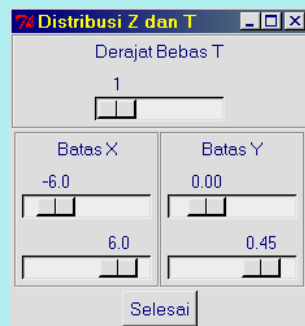 Distribusi Z dan T
Derajat Bebas T
1
Batas X
-6.0
6.0
Batas Y
0.00
0.45
Selesai